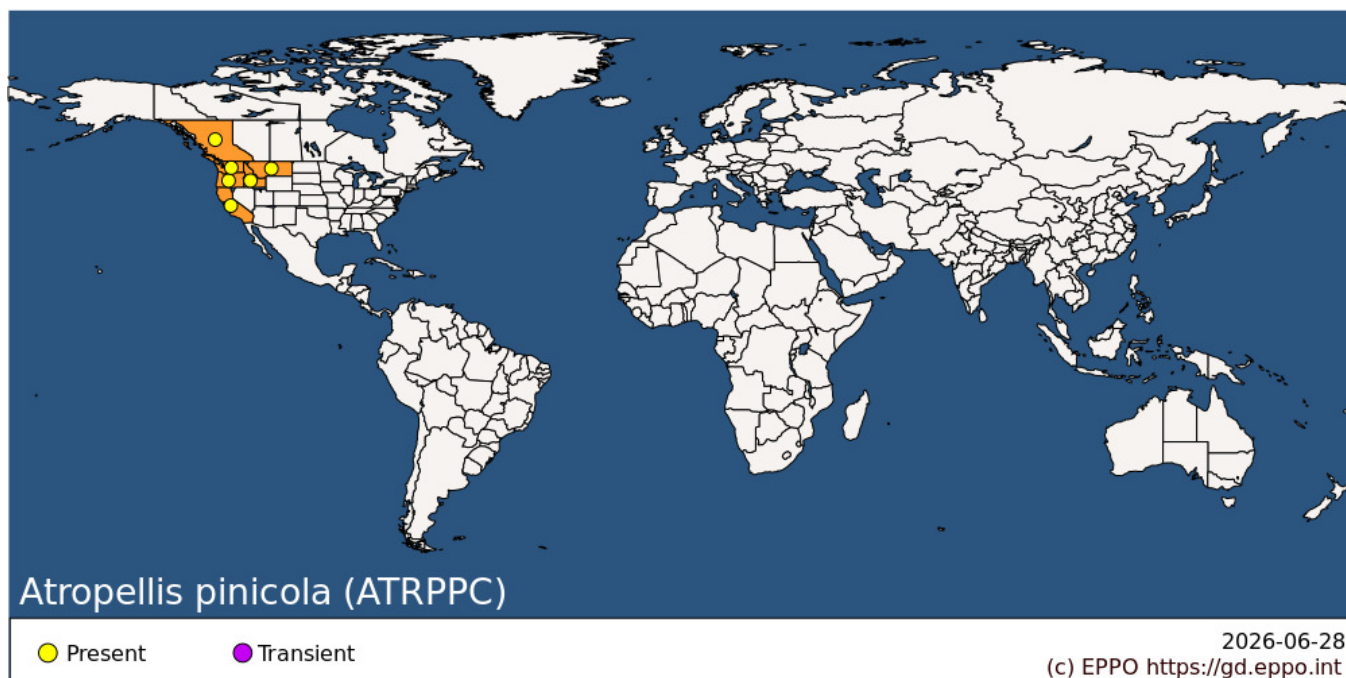 Atropellis pinicola (ATRPPC)
Present
Transient
2026-06-28
(c) EPPO https://gd.eppo.int